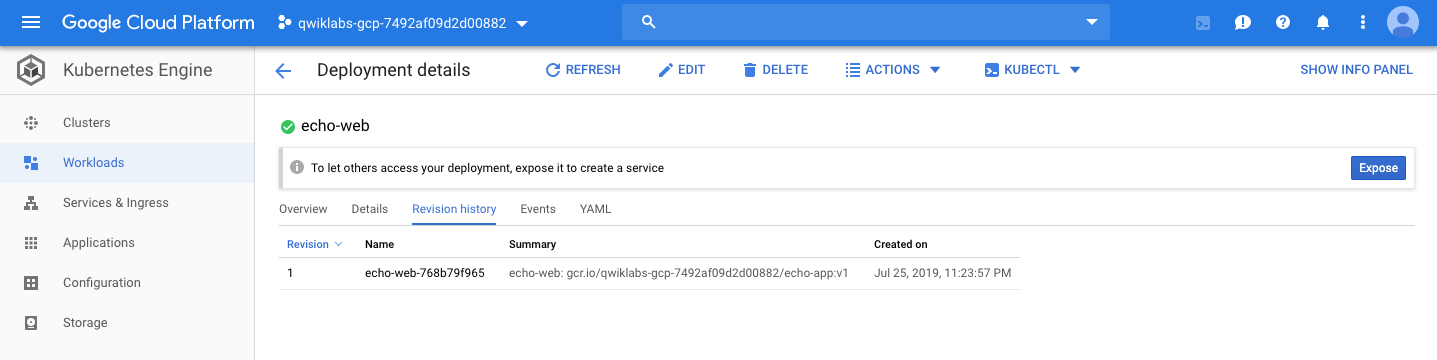 Google Cloud Platform qwiklabs-gcp-7492af09d2d00882
Kubernetes Engine
Deployment details REFRESH EDIT DELETE ACTIONS KUBECTL SHOW INFO PANEL
Clusters
Workloads
Services & Ingress
Applications
Configuration
Storage
echo-web
To let others access your deployment, expose it to create a service Expose
Overview Details Revision history Events YAML
Revision Name Summary Created on
1 echo-web-768b79f965 echo-web: gcr.io/qwiklabs-gcp-7492af09d2d00882/echo-app:v1 Jul 25, 2019, 11:23:57 PM